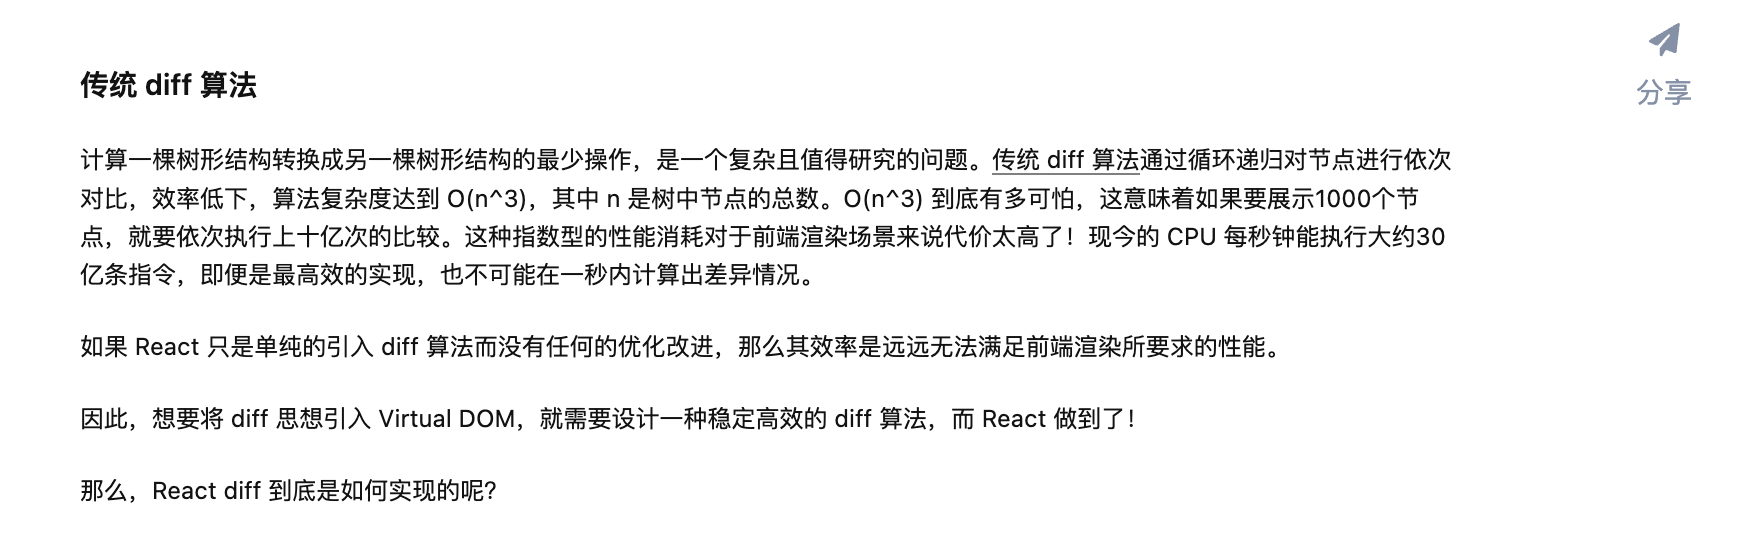 分享
传统 diff 算法
计算一棵树形结构转换成另一棵树形结构的最少操作，是一个复杂且值得研究的问题。传统 diff 算法通过循环递归对节点进行依次
对比，效率低下，算法复杂度达到 O(n^3)，其中 n 是树中节点的总数。O(n^3) 到底有多可怕，这意味着如果要展示1000个节
点，就要依次执行上十亿次的比较。这种指数型的性能消耗对于前端渲染场景来说代价太高了！现今的 CPU 每秒钟能执行大约30
亿条指令，即便是最高效的实现，也不可能在一秒内计算出差异情况。
如果 React 只是单纯的引入 diff 算法而没有任何的优化改进，那么其效率是远远无法满足前端渲染所要求的性能。
因此，想要将 diff 思想引入 Virtual DOM，就需要设计一种稳定高效的 diff 算法，而 React 做到了！
那么，React diff 到底是如何实现的呢？